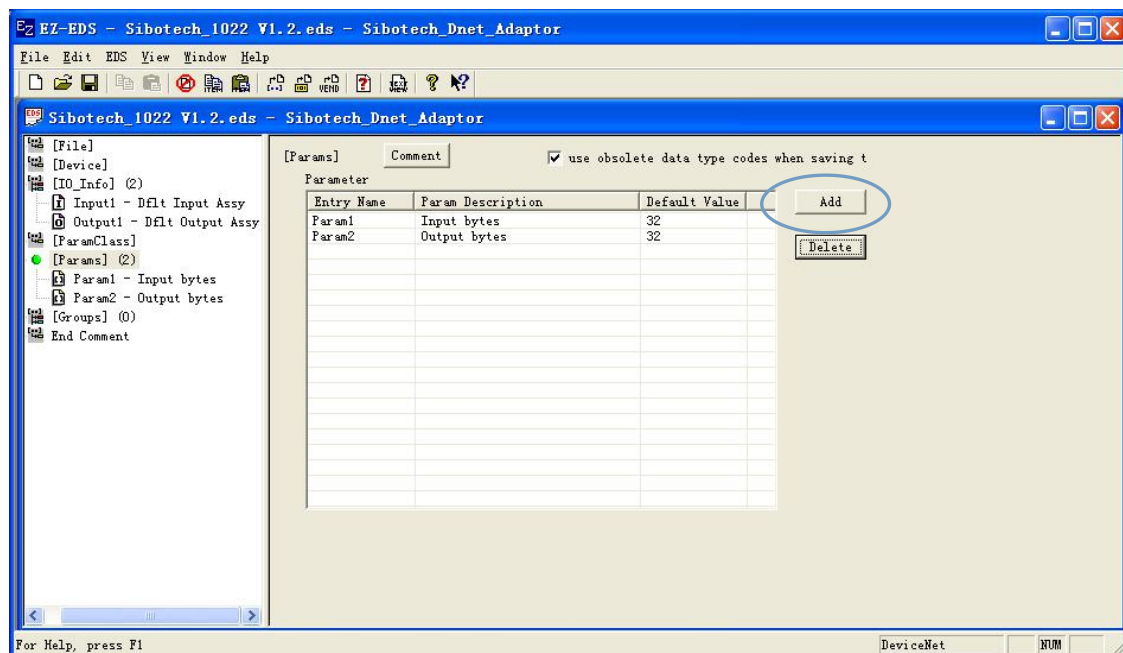 EZ-EDS - Sibotech_1022 V1.2.eds - Sibotech_Dnet_Adaptor
File Edit EDS View Window Help
Sibotech_1022 V1.2.eds - Sibotech_Dnet_Adaptor
[File]
[Device]
[IO_Info] (2)
Input1 - Dflt Input Assy
Output1 - Dflt Output Assy
[ParamClass]
[Params] (2)
Param1 - Input bytes
Param2 - Output bytes
[Groups] (0)
End Comment
[Params] Comment use obsolete data type codes when saving t
Parameter
Entry Name Param Description Default Value
Param1 Input bytes 32
Param2 Output bytes 32
Add
Delete
For Help, press F1 DeviceNet NUM